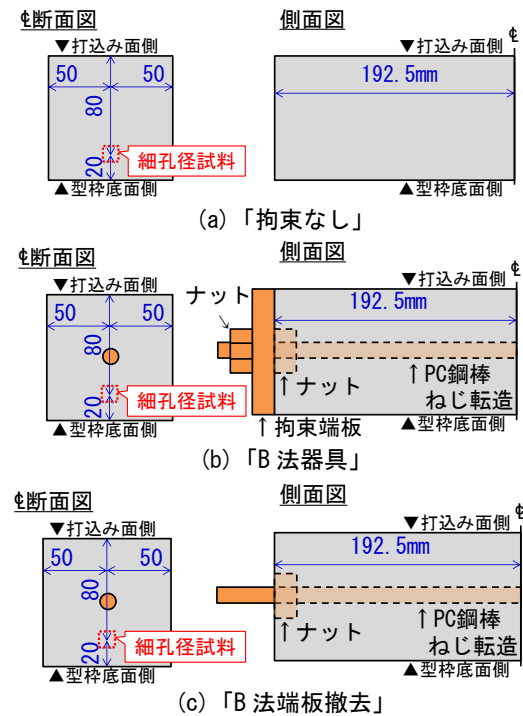 ℄断面図
▼打込み面側
50 50
80
20
細孔径試料
▲型枠底面側
側面図
℄
▼打込み面側
192.5mm
▲型枠底面側
(a) 「拘束なし」
℄断面図
▼打込み面側
50 50
80
20
細孔径試料
▲型枠底面側
側面図
℄
▼打込み面側
ナット
192.5mm
↑ナット
↑PC鋼棒
ねじ転造
↑拘束端板
▲型枠底面側
(b) 「B 法器具」
℄断面図
▼打込み面側
50 50
80
20
細孔径試料
▲型枠底面側
側面図
℄
▼打込み面側
192.5mm
↑ナット
↑PC鋼棒
ねじ転造
▲型枠底面側
(c) 「B 法端板撤去」